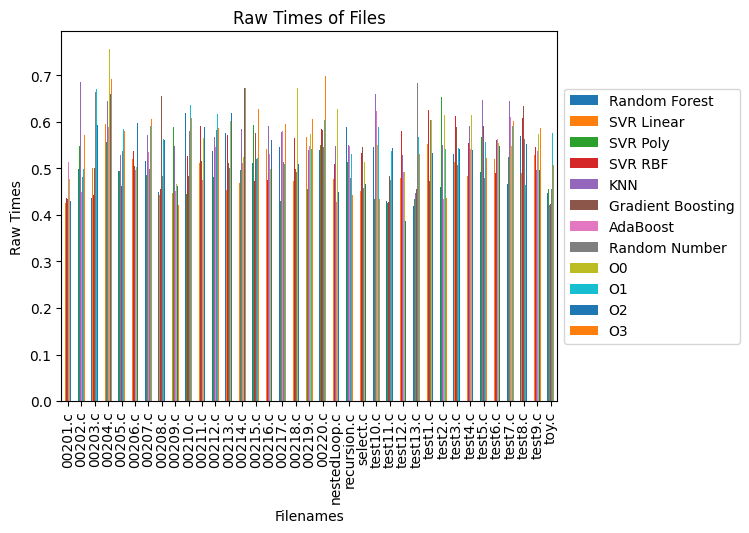 Raw Times of Files
Raw Times
0.7
0.6
0.5
0.4
0.3
0.2
0.1
0.0
00201.c
00202.c
00203.c
00204.c
00205.c
00206.c
00207.c
00208.c
00209.c
00210.c
00211.c
00212.c
00213.c
00214.c
00215.c
00216.c
00217.c
00218.c
00219.c
00220.c
nestedLoop.c
recursion.c
select.c
test10.c
test11.c
test12.c
test13.c
test1.c
test2.c
test3.c
test4.c
test5.c
test6.c
test7.c
test8.c
test9.c
toy.c
Filenames
Random Forest
SVR Linear
SVR Poly
SVR RBF
KNN
Gradient Boosting
AdaBoost
Random Number
O0
O1
O2
O3